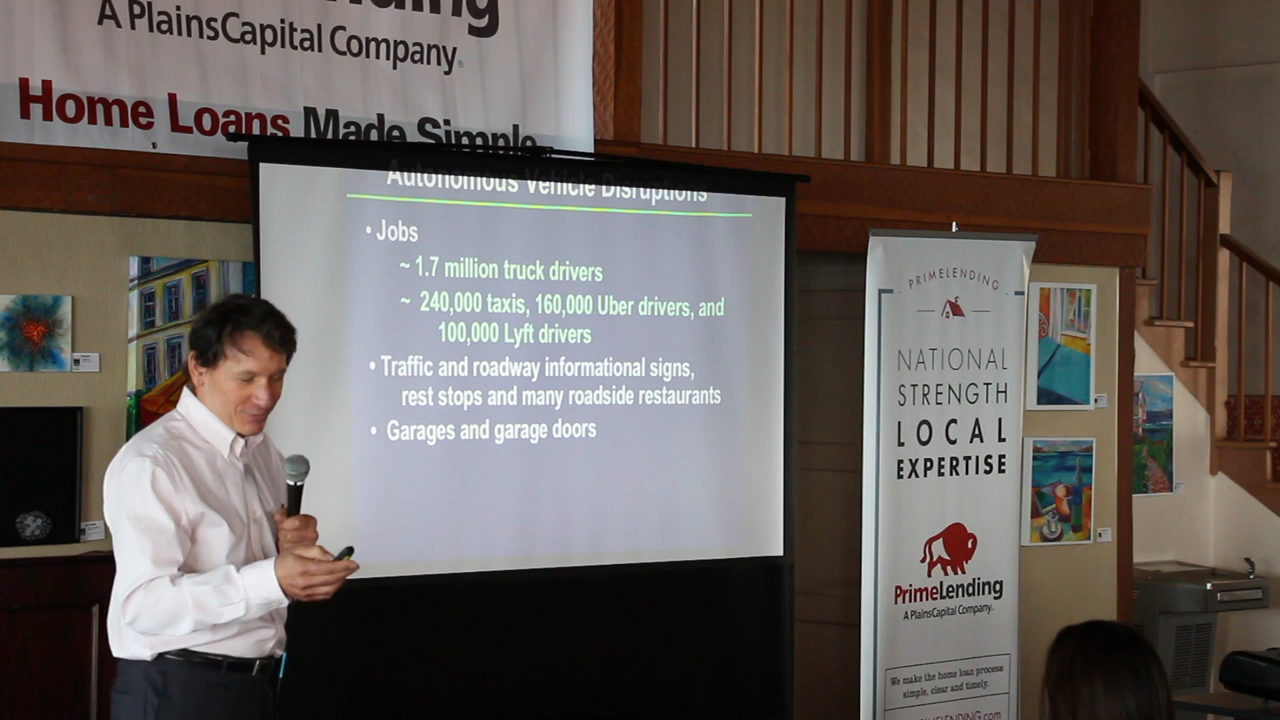 A PlainsCapital Company.
Home Loans Made Simple
Autonomous Vehicle Disruptions
• Jobs
~ 1.7 million truck drivers
~ 240,000 taxis, 160,000 Uber drivers, and
100,000 Lyft drivers
• Traffic and roadway informational signs,
rest stops and many roadside restaurants
• Garages and garage doors
PRIMELENDING
NATIONAL
STRENGTH
LOCAL
EXPERTISE
PrimeLending
A PlainsCapital Company.
We make the home loan process
simple, clear and timely.